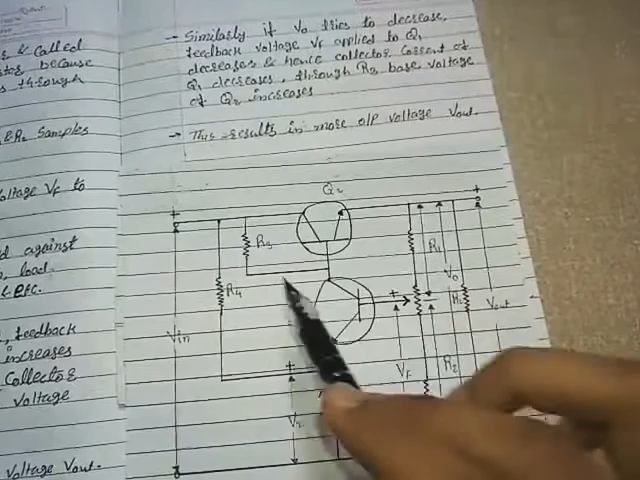 s & Called
because
through
& R2 Samples
Voltage VF to
d against
load
etc.
, feedback
increases
Collector
voltage
voltage Vout.
→ Similarly if Vo tries to decrease.
feedback voltage VF applied to Q1
decreases & hence collector Current of
Q1 decreases, through R3 base voltage
of Q2 increases
→ This results in more o/p voltage Vout.
Q2
+ +
R3 R1
R4 + Vo
RL Vout
Vin
+ VF R2